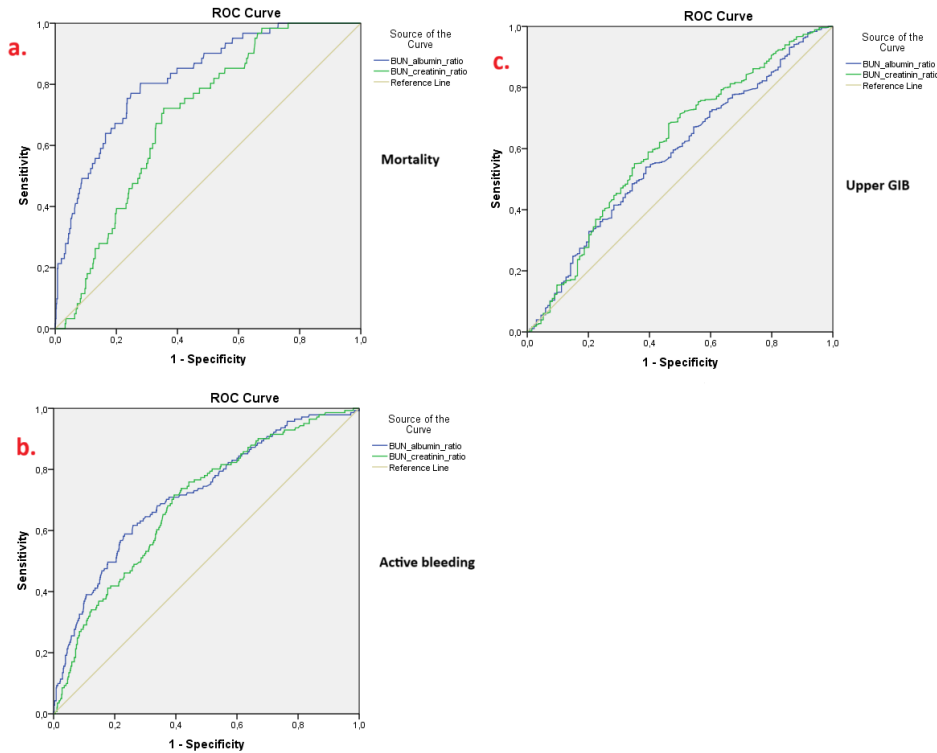 a.
ROC Curve
Source of the
Curve
BUN_albumin_ratio
BUN_creatinin_ratio
Reference Line
1,0
0,8
0,6
0,4
0,2
0,0
Sensitivity
0,0 0,2 0,4 0,6 0,8 1,0
1 - Specificity
Mortality
c.
ROC Curve
Source of the
Curve
BUN_albumin_ratio
BUN_creatinin_ratio
Reference Line
1,0
0,8
0,6
0,4
0,2
0,0
Sensitivity
0,0 0,2 0,4 0,6 0,8 1,0
1 - Specificity
Upper GIB
b.
ROC Curve
Source of the
Curve
BUN_albumin_ratio
BUN_creatinin_ratio
Reference Line
1,0
0,8
0,6
0,4
0,2
0,0
Sensitivity
0,0 0,2 0,4 0,6 0,8 1,0
1 - Specificity
Active bleeding